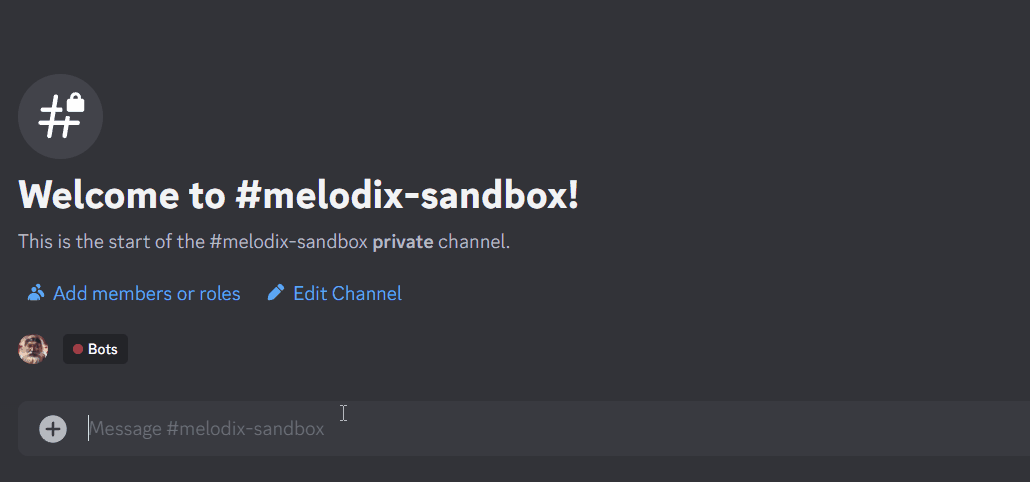 Welcome to #melodix-sandbox!
This is the start of the #melodix-sandbox private channel.
Add members or roles Edit Channel
Bots
Message #melodix-sandbox